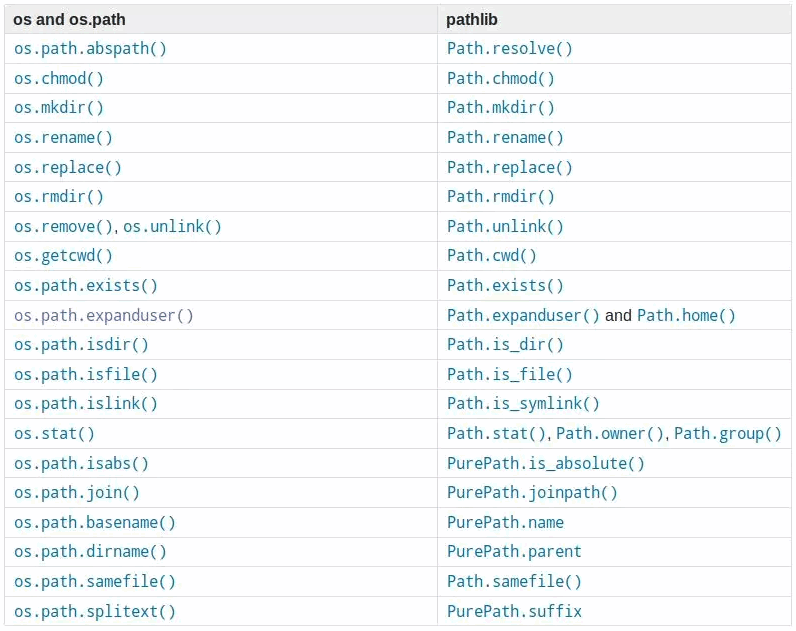 os and os.path pathlib
os.path.abspath() Path.resolve()
os.chmod() Path.chmod()
os.mkdir() Path.mkdir()
os.rename() Path.rename()
os.replace() Path.replace()
os.rmdir() Path.rmdir()
os.remove(), os.unlink() Path.unlink()
os.getcwd() Path.cwd()
os.path.exists() Path.exists()
os.path.expanduser() Path.expanduser() and Path.home()
os.path.isdir() Path.is_dir()
os.path.isfile() Path.is_file()
os.path.islink() Path.is_symlink()
os.stat() Path.stat(), Path.owner(), Path.group()
os.path.isabs() PurePath.is_absolute()
os.path.join() PurePath.joinpath()
os.path.basename() PurePath.name
os.path.dirname() PurePath.parent
os.path.samefile() Path.samefile()
os.path.splitext() PurePath.suffix